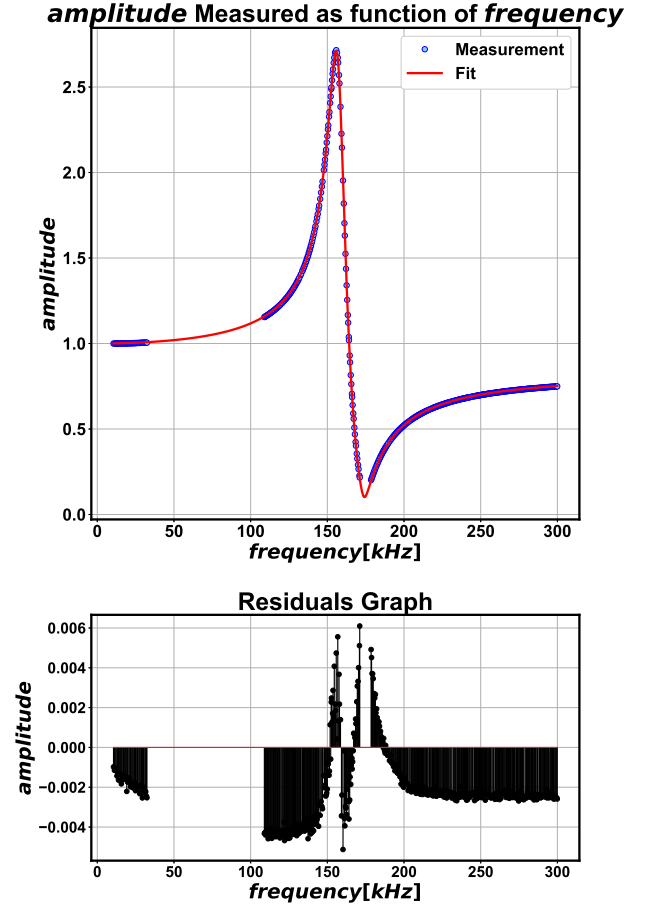 amplitude Measured as function of frequency
Measurement
Fit
2.5
2.0
1.5
1.0
0.5
0.0
amplitude
0 50 100 150 200 250 300
frequency[kHz]
Residuals Graph
0.006
0.004
0.002
0.000
−0.002
−0.004
amplitude
0 50 100 150 200 250 300
frequency[kHz]